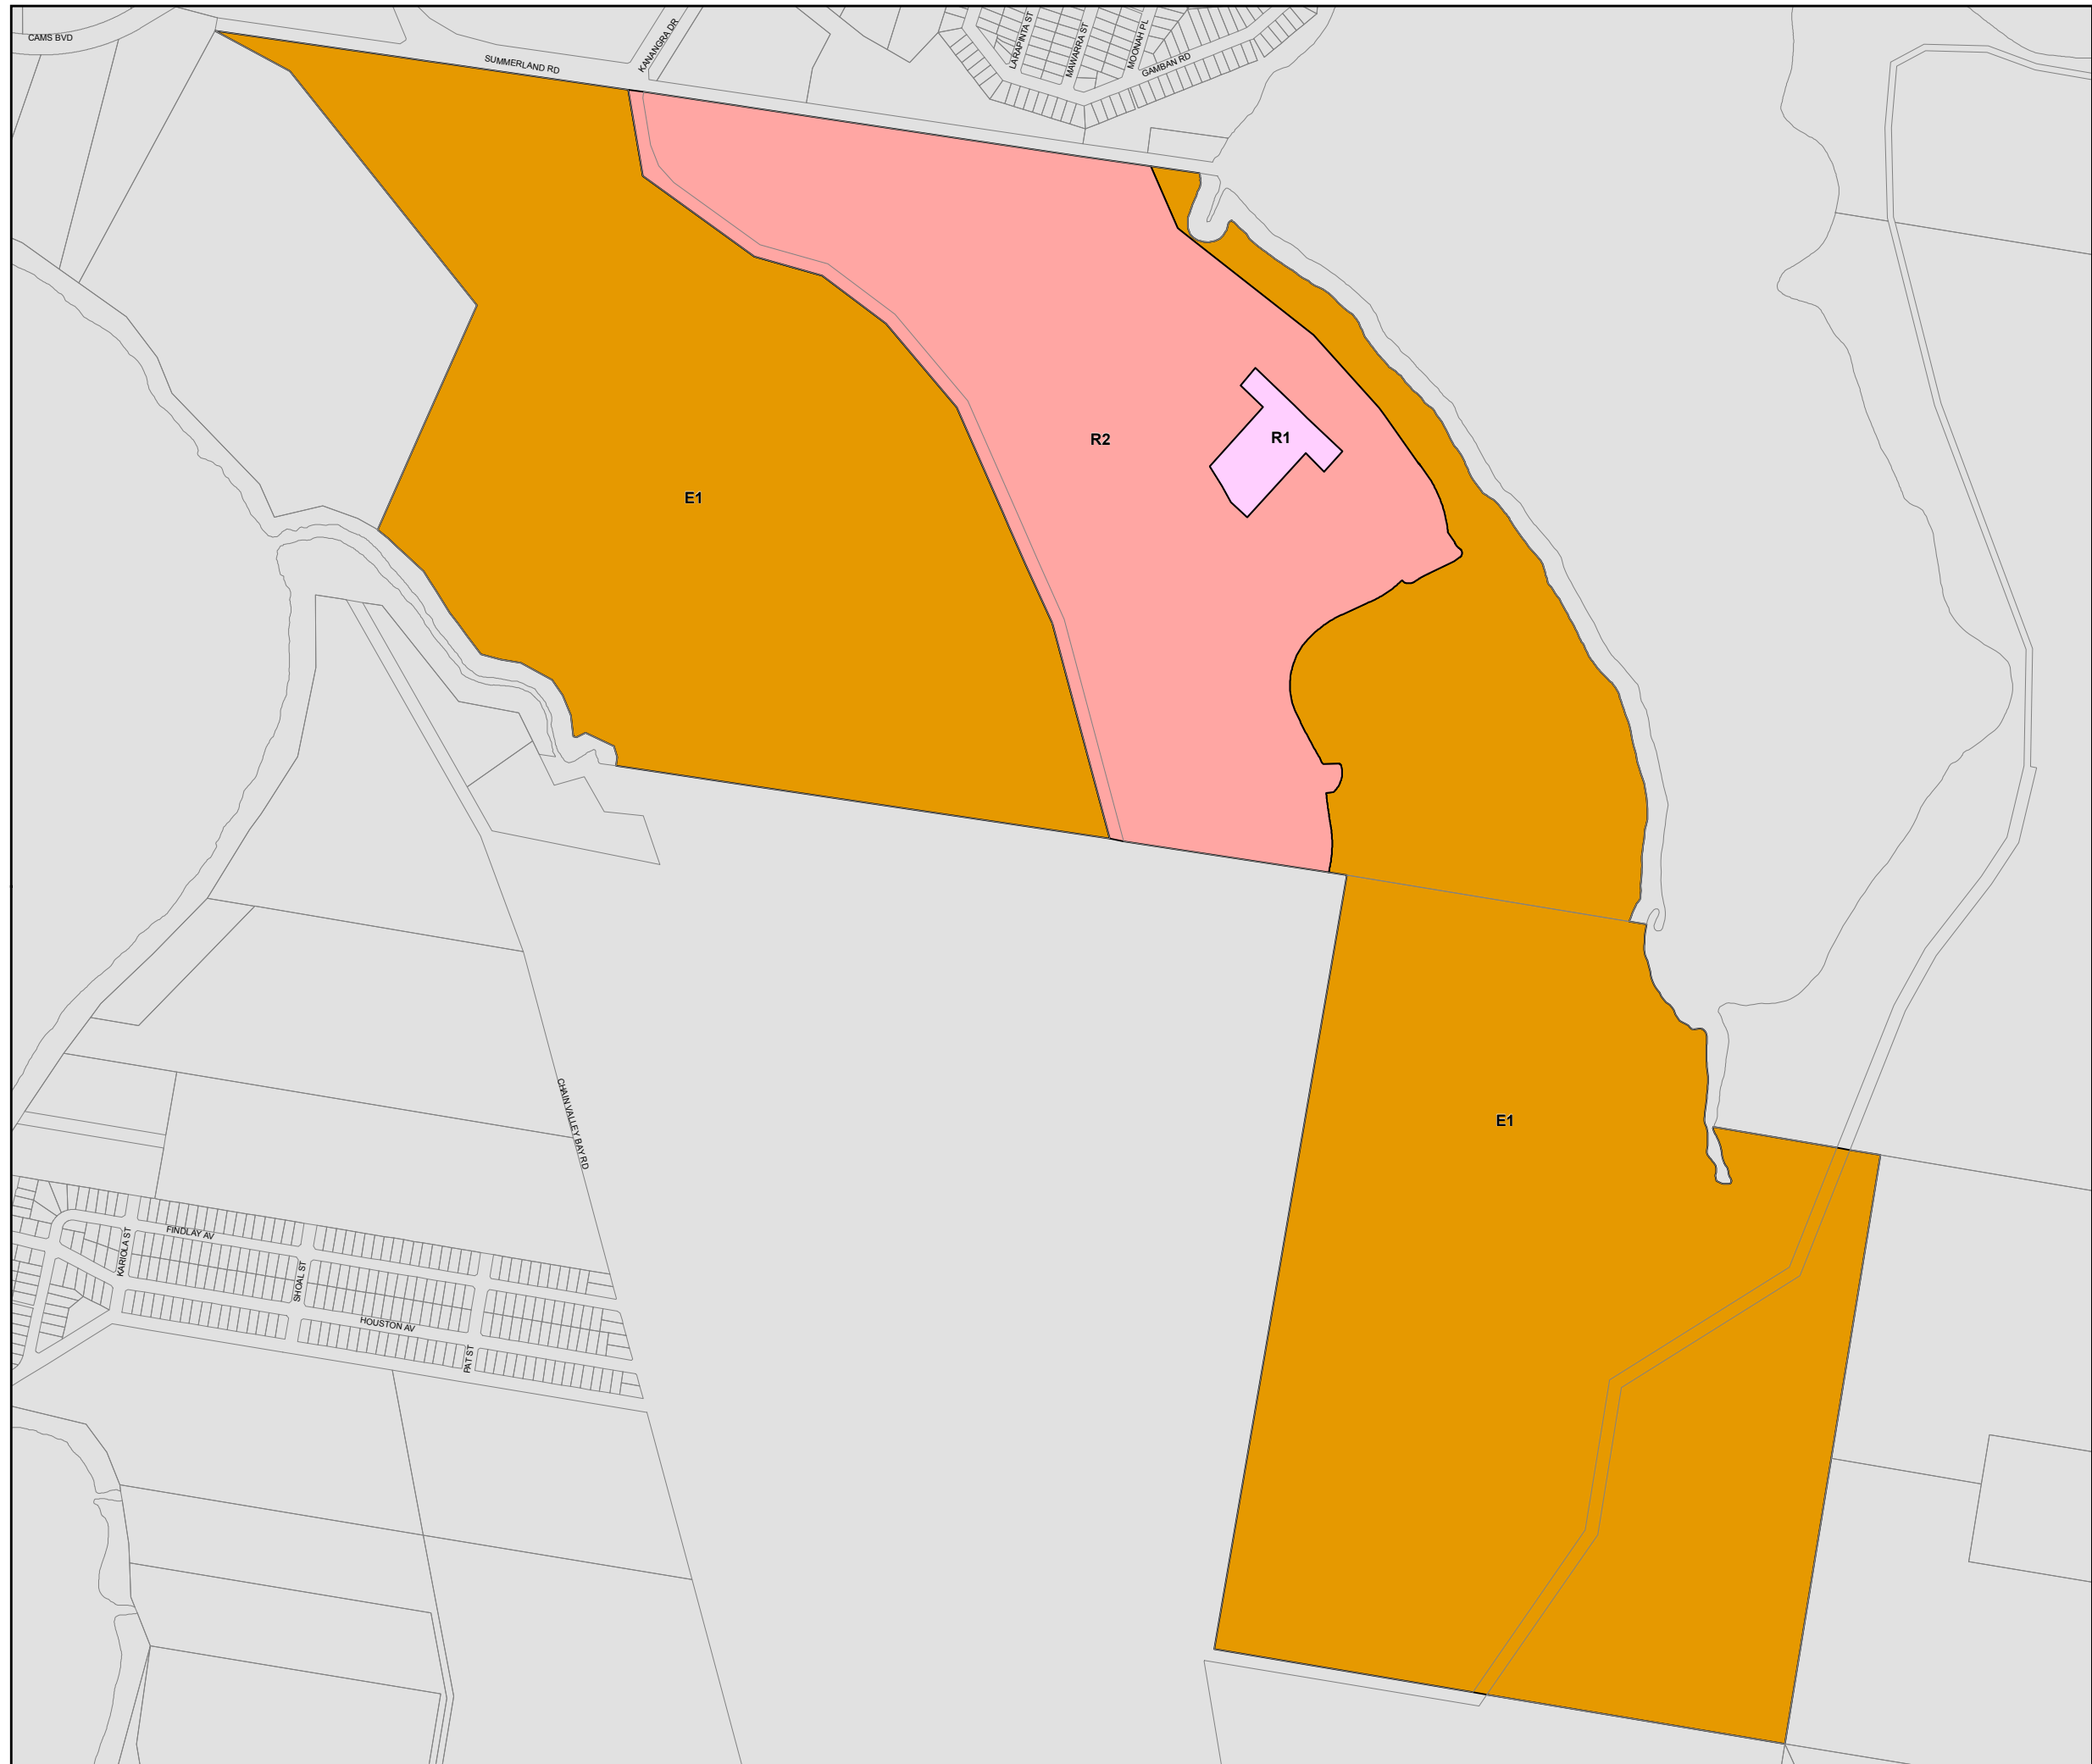 CAMS BVD
SUMMERLAND RD
KANANGRA DR
LARAPINTA ST
MAWARRA ST
MOONAH PL
GAMBAN RD
R2
R1
E1
E1
CHAIN VALLEY BAY RD
FINDLAY AV
KARIOLA ST
SHOAL ST
HOUSTON AV
PAT ST